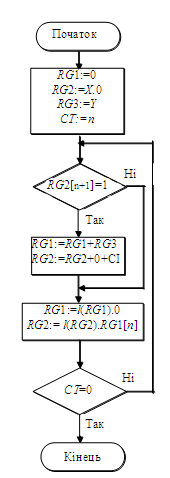 Початок
RG1:=0
RG2:=X.0
RG3:=Y
CT:=n
RG2[n+1]=1
Ні
Так
RG1:=RG1+RG3
RG2:=RG2+0+CI
RG1:=l(RG1).0
RG2:= l(RG2).RG1[n]
CT=0
Ні
Так
Кінець